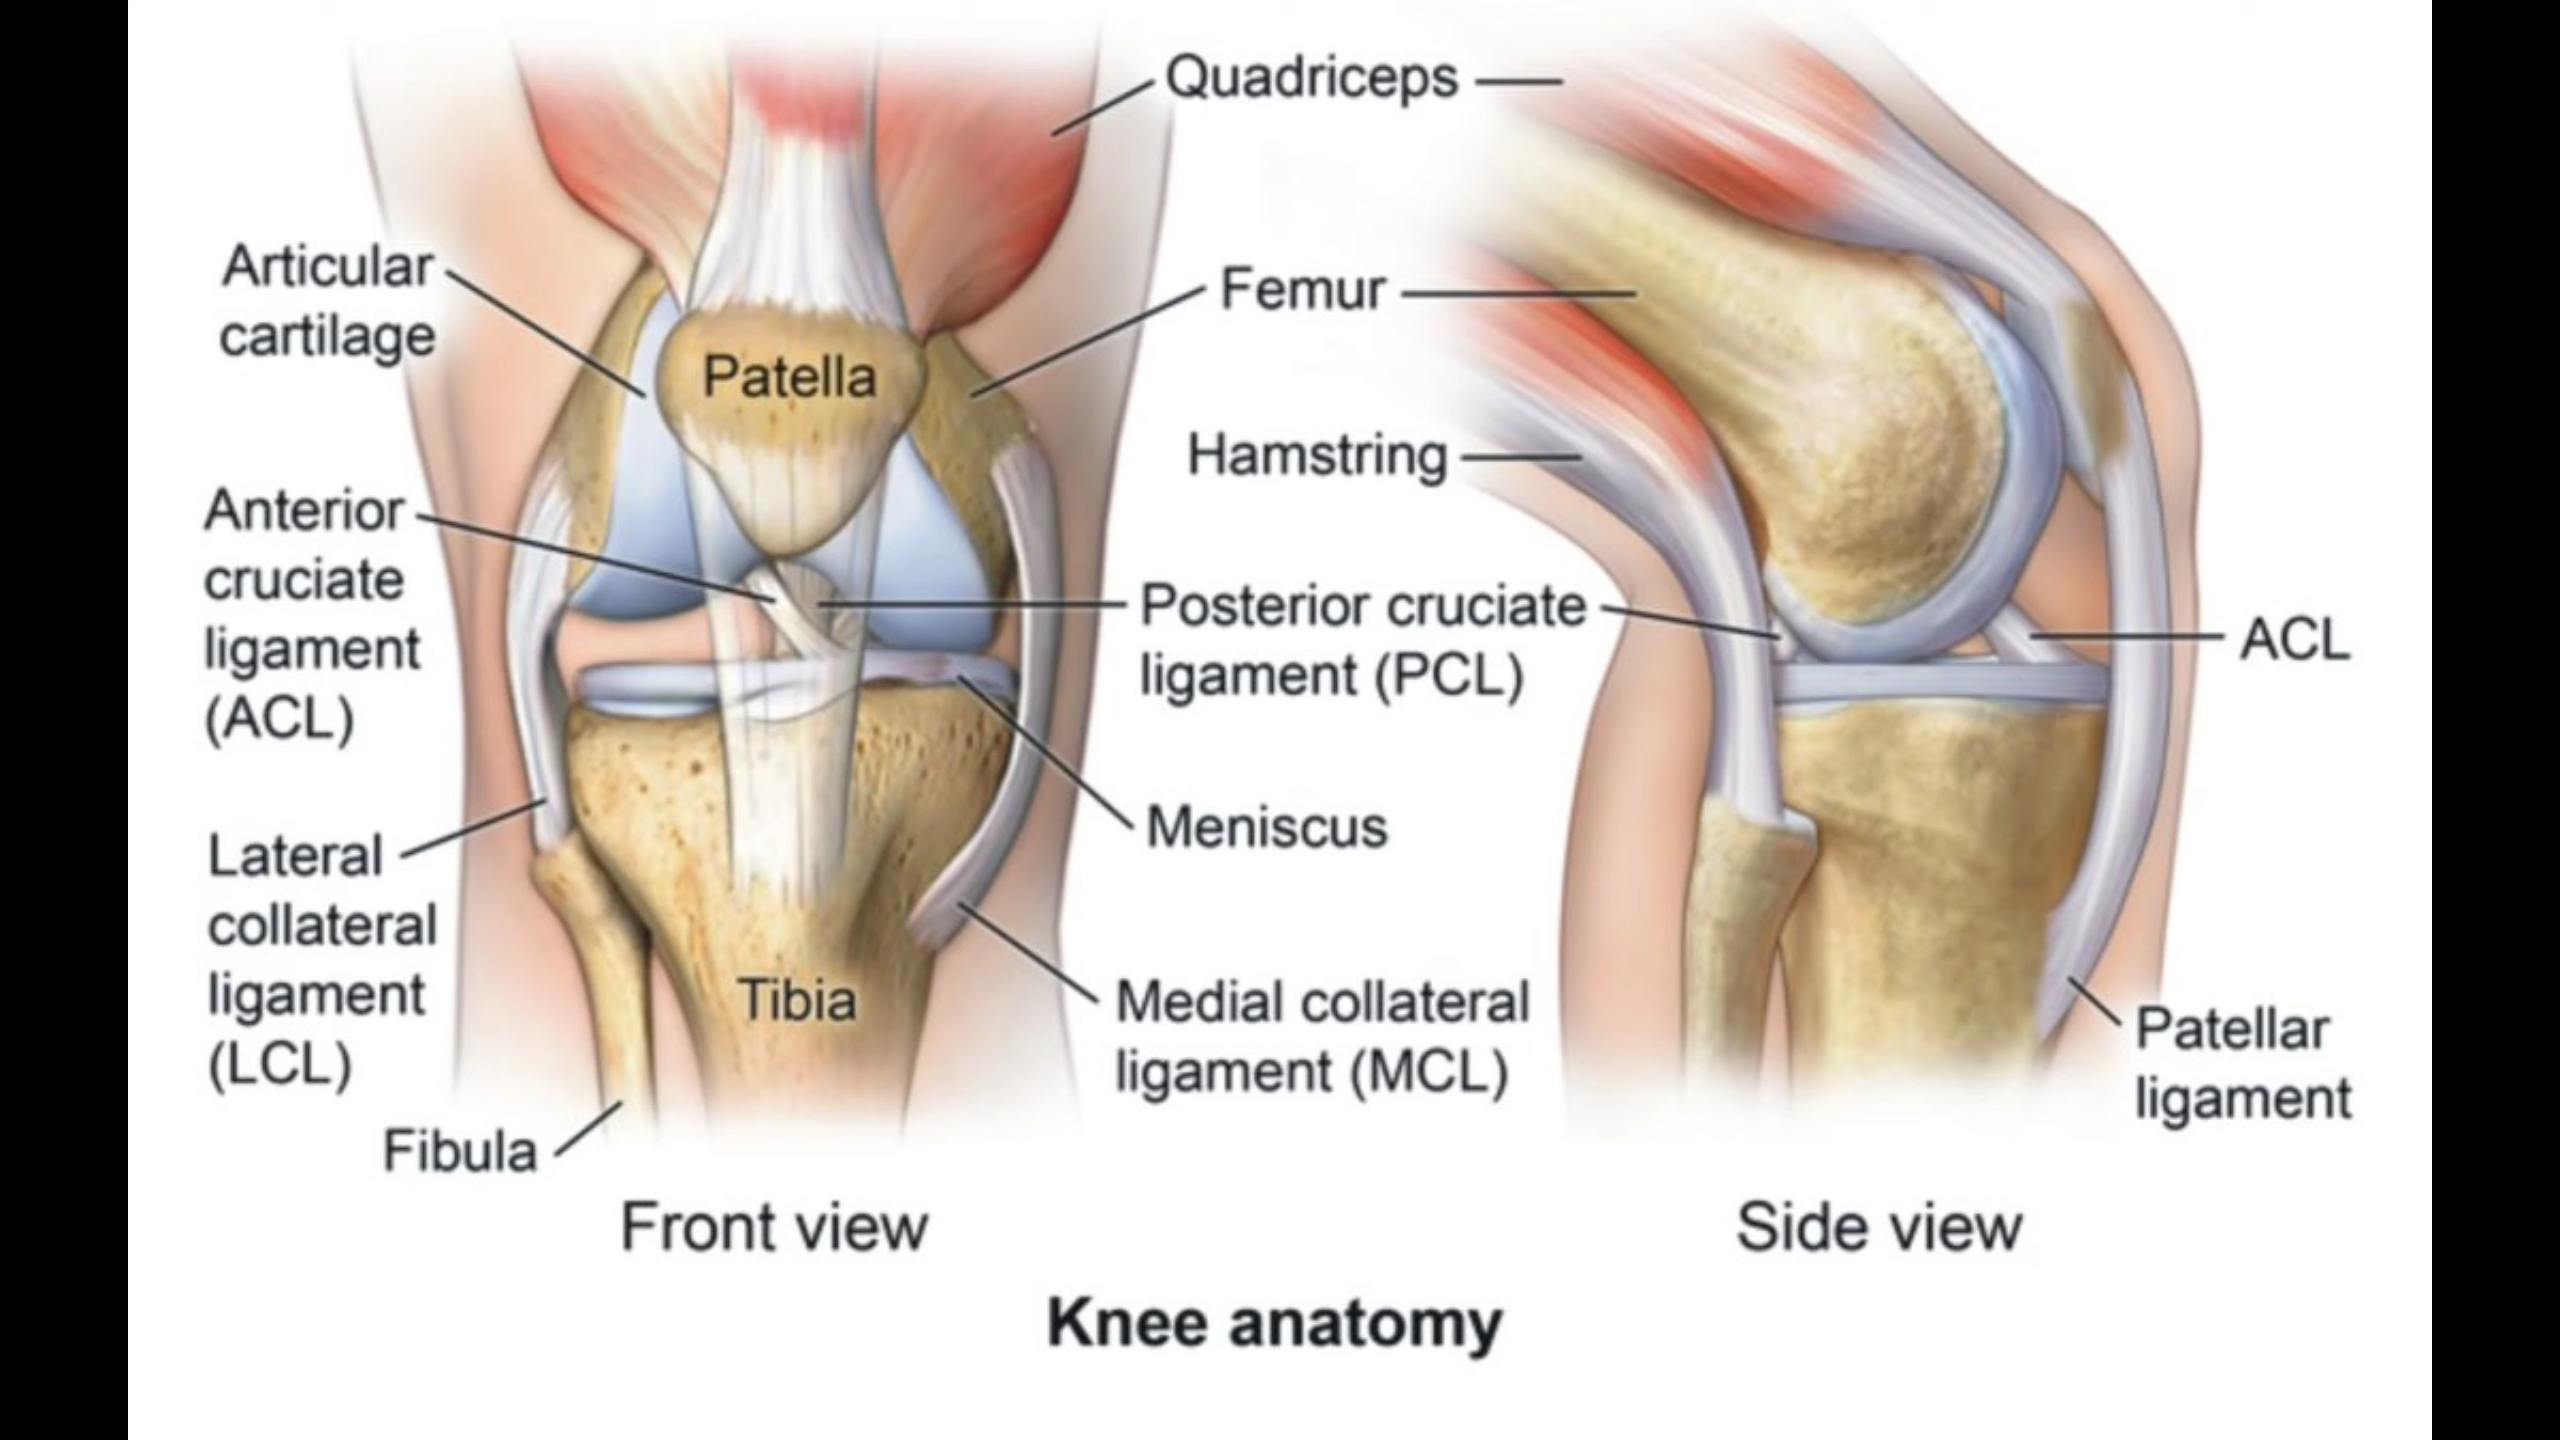 Quadriceps
Articular
cartilage
Patella
Femur
Hamstring
Anterior
cruciate
ligament
(ACL)
Posterior cruciate
ligament (PCL)
ACL
Meniscus
Lateral
collateral
ligament
(LCL)
Tibia
Medial collateral
ligament (MCL)
Patellar
ligament
Fibula
Front view
Side view
Knee anatomy